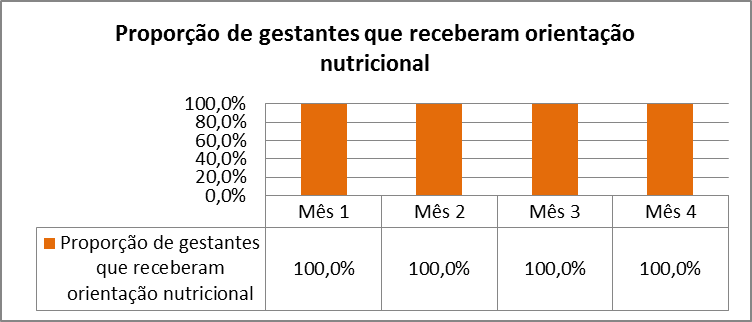 Proporção de gestantes que receberam orientação
nutricional
100,0%
80,0%
60,0%
40,0%
20,0%
0,0%
Mês 1 Mês 2 Mês 3 Mês 4
Proporção de gestantes
que receberam
orientação nutricional
100,0% 100,0% 100,0% 100,0%